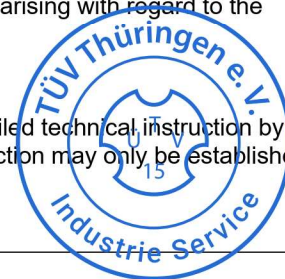 arising with regard to the
TÜV Thüringen e. V.
iled technical instruction by
T
Ü V
ction may only be establishe
15
Industrie Service